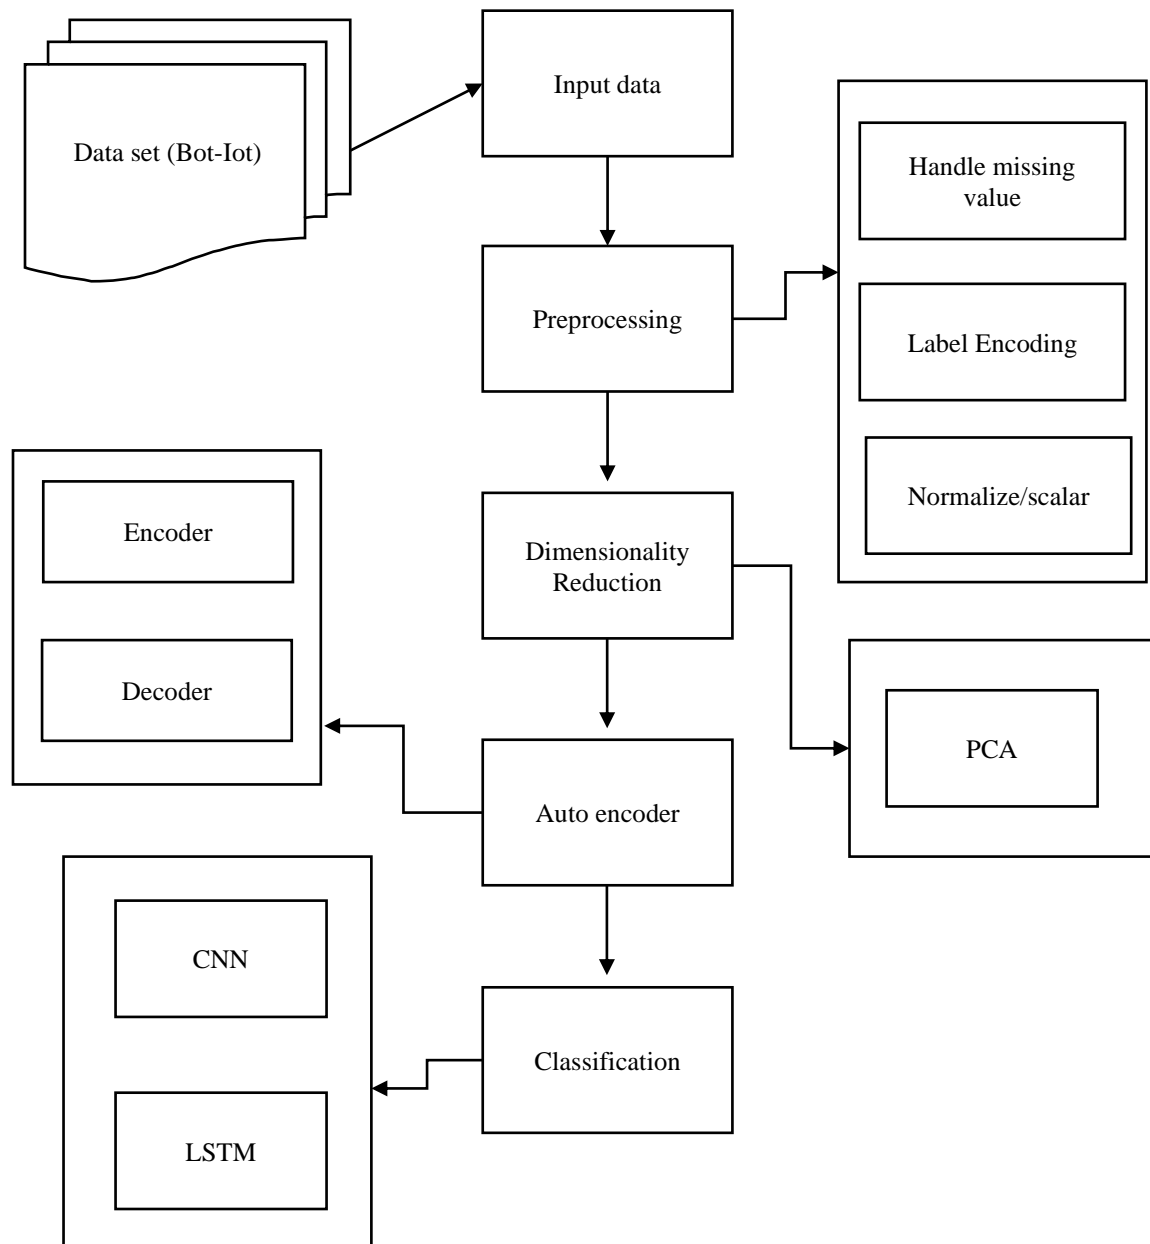 Data set (Bot-Iot)
Input data
Handle missing
value
Preprocessing
Label Encoding
Normalize/scalar
Encoder
Dimensionality
Reduction
Decoder
PCA
Auto encoder
CNN
Classification
LSTM